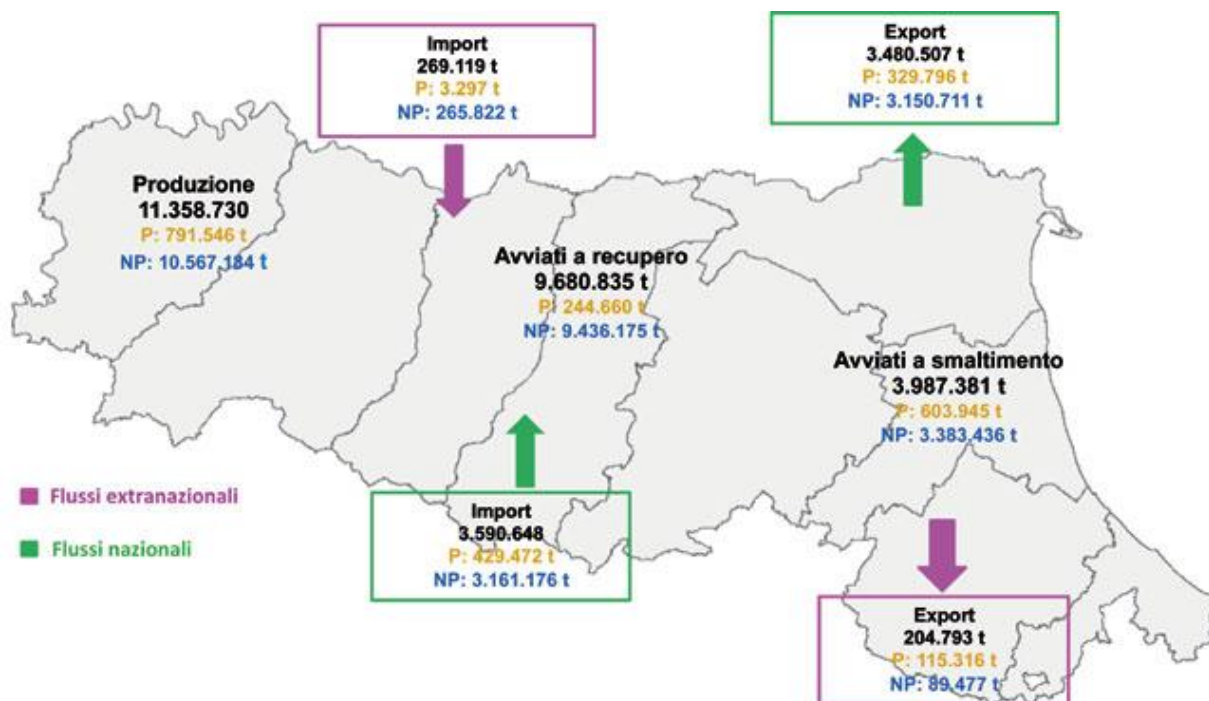 Import
269.119 t
P: 3.297 t
NP: 265.822 t
Export
3.480.507 t
P: 329.796 t
NP: 3.150.711 t
Produzione
11.358.730
P: 791.546 t
NP: 10.567.184 t
Avviati a recupero
9.680.835 t
P: 244.660 t
NP: 9.436.175 t
Avviati a smaltimento
3.987.381 t
P: 603.945 t
NP: 3.383.436 t
Flussi extranazionali
Flussi nazionali
Import
3.590.648
P: 429.472 t
NP: 3.161.176 t
Export
204.793 t
P: 115.316 t
NP: 89.477 t